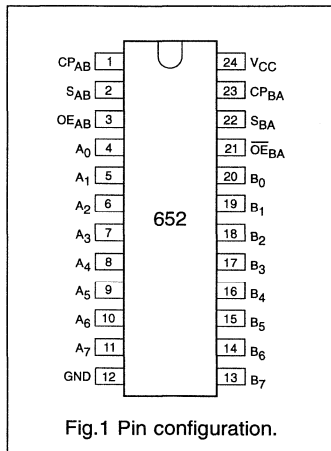 CPAB 1 24 VCC
SAB 2 23 CPBA
OEAB 3 22 SBA
A0 4 21 O̅E̅BA
A1 5 20 B0
A2 6 19 B1
A3 7 18 B2
652
A4 8 17 B3
A5 9 16 B4
A6 10 15 B5
A7 11 14 B6
GND 12 13 B7
Fig.1 Pin configuration.